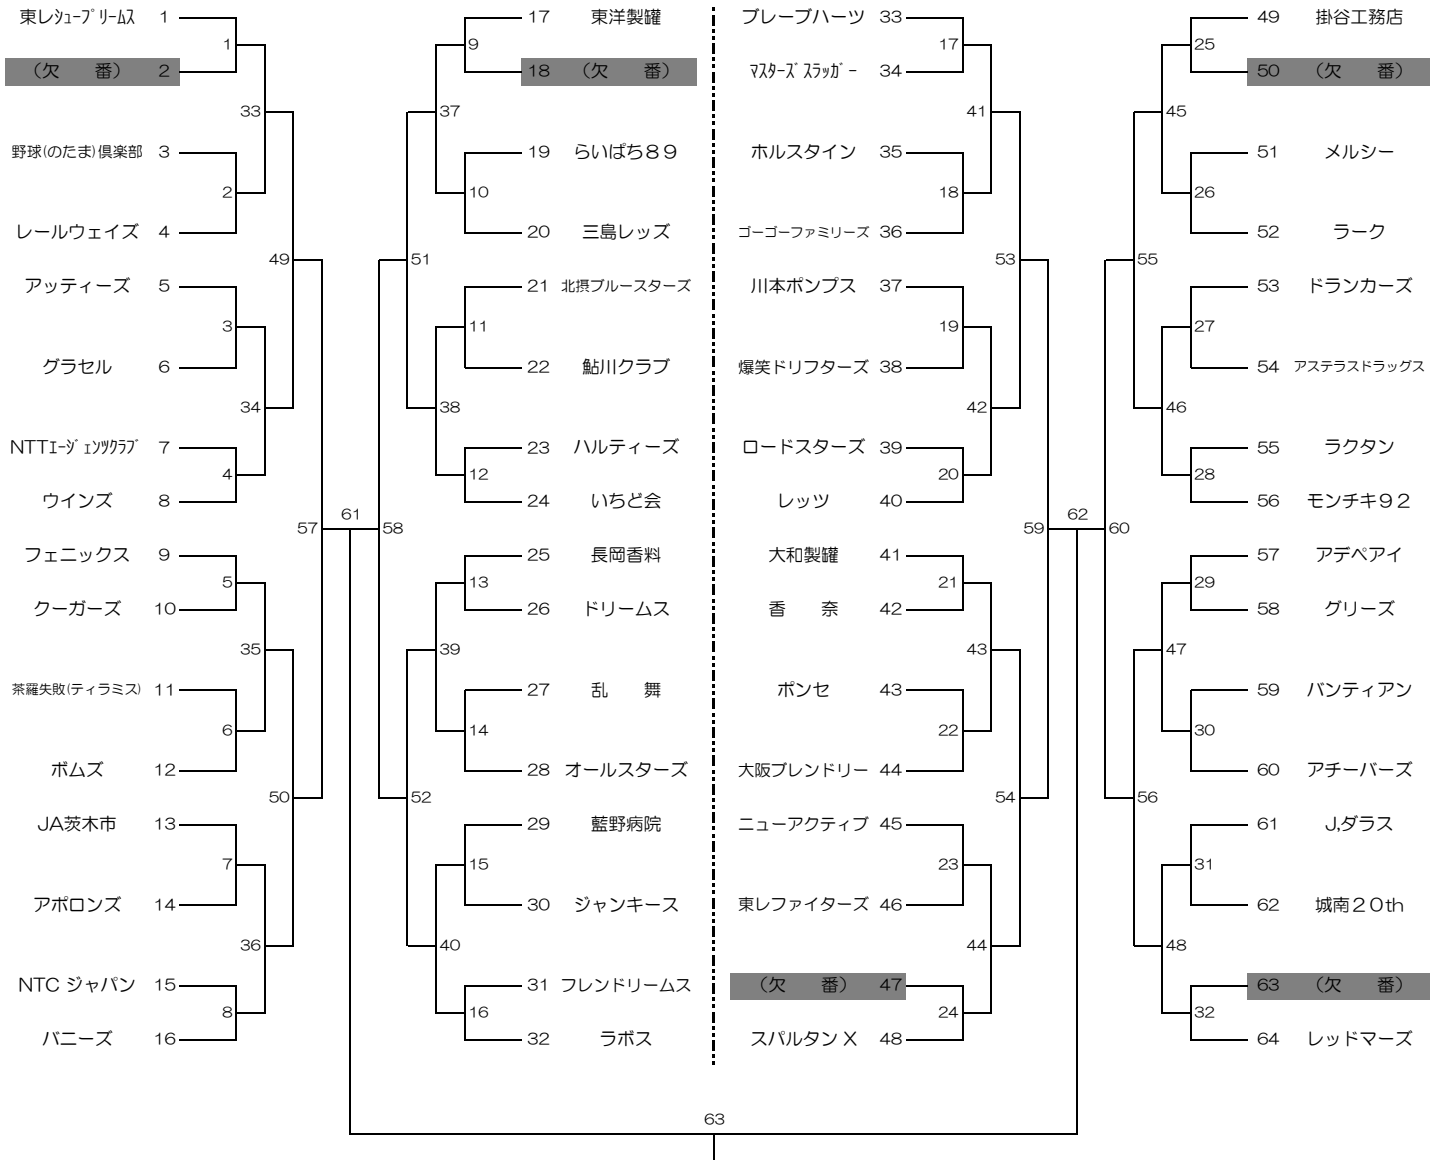 東レシュープリームス 1
1
(欠 番) 2
33
野球(のたま)倶楽部 3
2
レールウェイズ 4
49
アッティーズ 5
3
グラセル 6
34
NTTエージェンツクラブ 7
4
ウインズ 8
57
フェニックス 9
5
クーガーズ 10
35
茶羅失敗(ティラミス) 11
6
ボムズ 12
50
JA茨木市 13
7
アポロンズ 14
36
NTC ジャパン 15
8
バニーズ 16
61
17 東洋製罐
9
18 (欠 番)
37
19 らいぱち89
10
20 三島レッズ
51
21 北摂ブルースターズ
11
22 鮎川クラブ
38
23 ハルティーズ
12
24 いちど会
58
25 長岡香料
13
26 ドリームス
39
27 乱 舞
14
28 オールスターズ
52
29 藍野病院
15
30 ジャンキース
40
31 フレンドリームス
16
32 ラボス
ブレーブハーツ 33
17
マスターズスラッガー 34
41
ホルスタイン 35
18
ゴーゴーファミリーズ 36
53
川本ポンプス 37
19
爆笑ドリフターズ 38
42
ロードスターズ 39
20
レッツ 40
59
大和製罐 41
21
香 奈 42
43
ポンセ 43
22
大阪ブレンドリー 44
54
ニューアクティブ 45
23
東レファイターズ 46
44
(欠 番) 47
24
スパルタン X 48
62
49 掛谷工務店
25
50 (欠 番)
45
51 メルシー
26
52 ラーク
55
53 ドランカーズ
27
54 アステラスドラッグス
46
55 ラクタン
28
56 モンチキ92
60
57 アデペアイ
29
58 グリーズ
47
59 バンティアン
30
60 アチーバーズ
56
61 J,ダラス
31
62 城南20th
48
63 (欠 番)
32
64 レッドマーズ
63